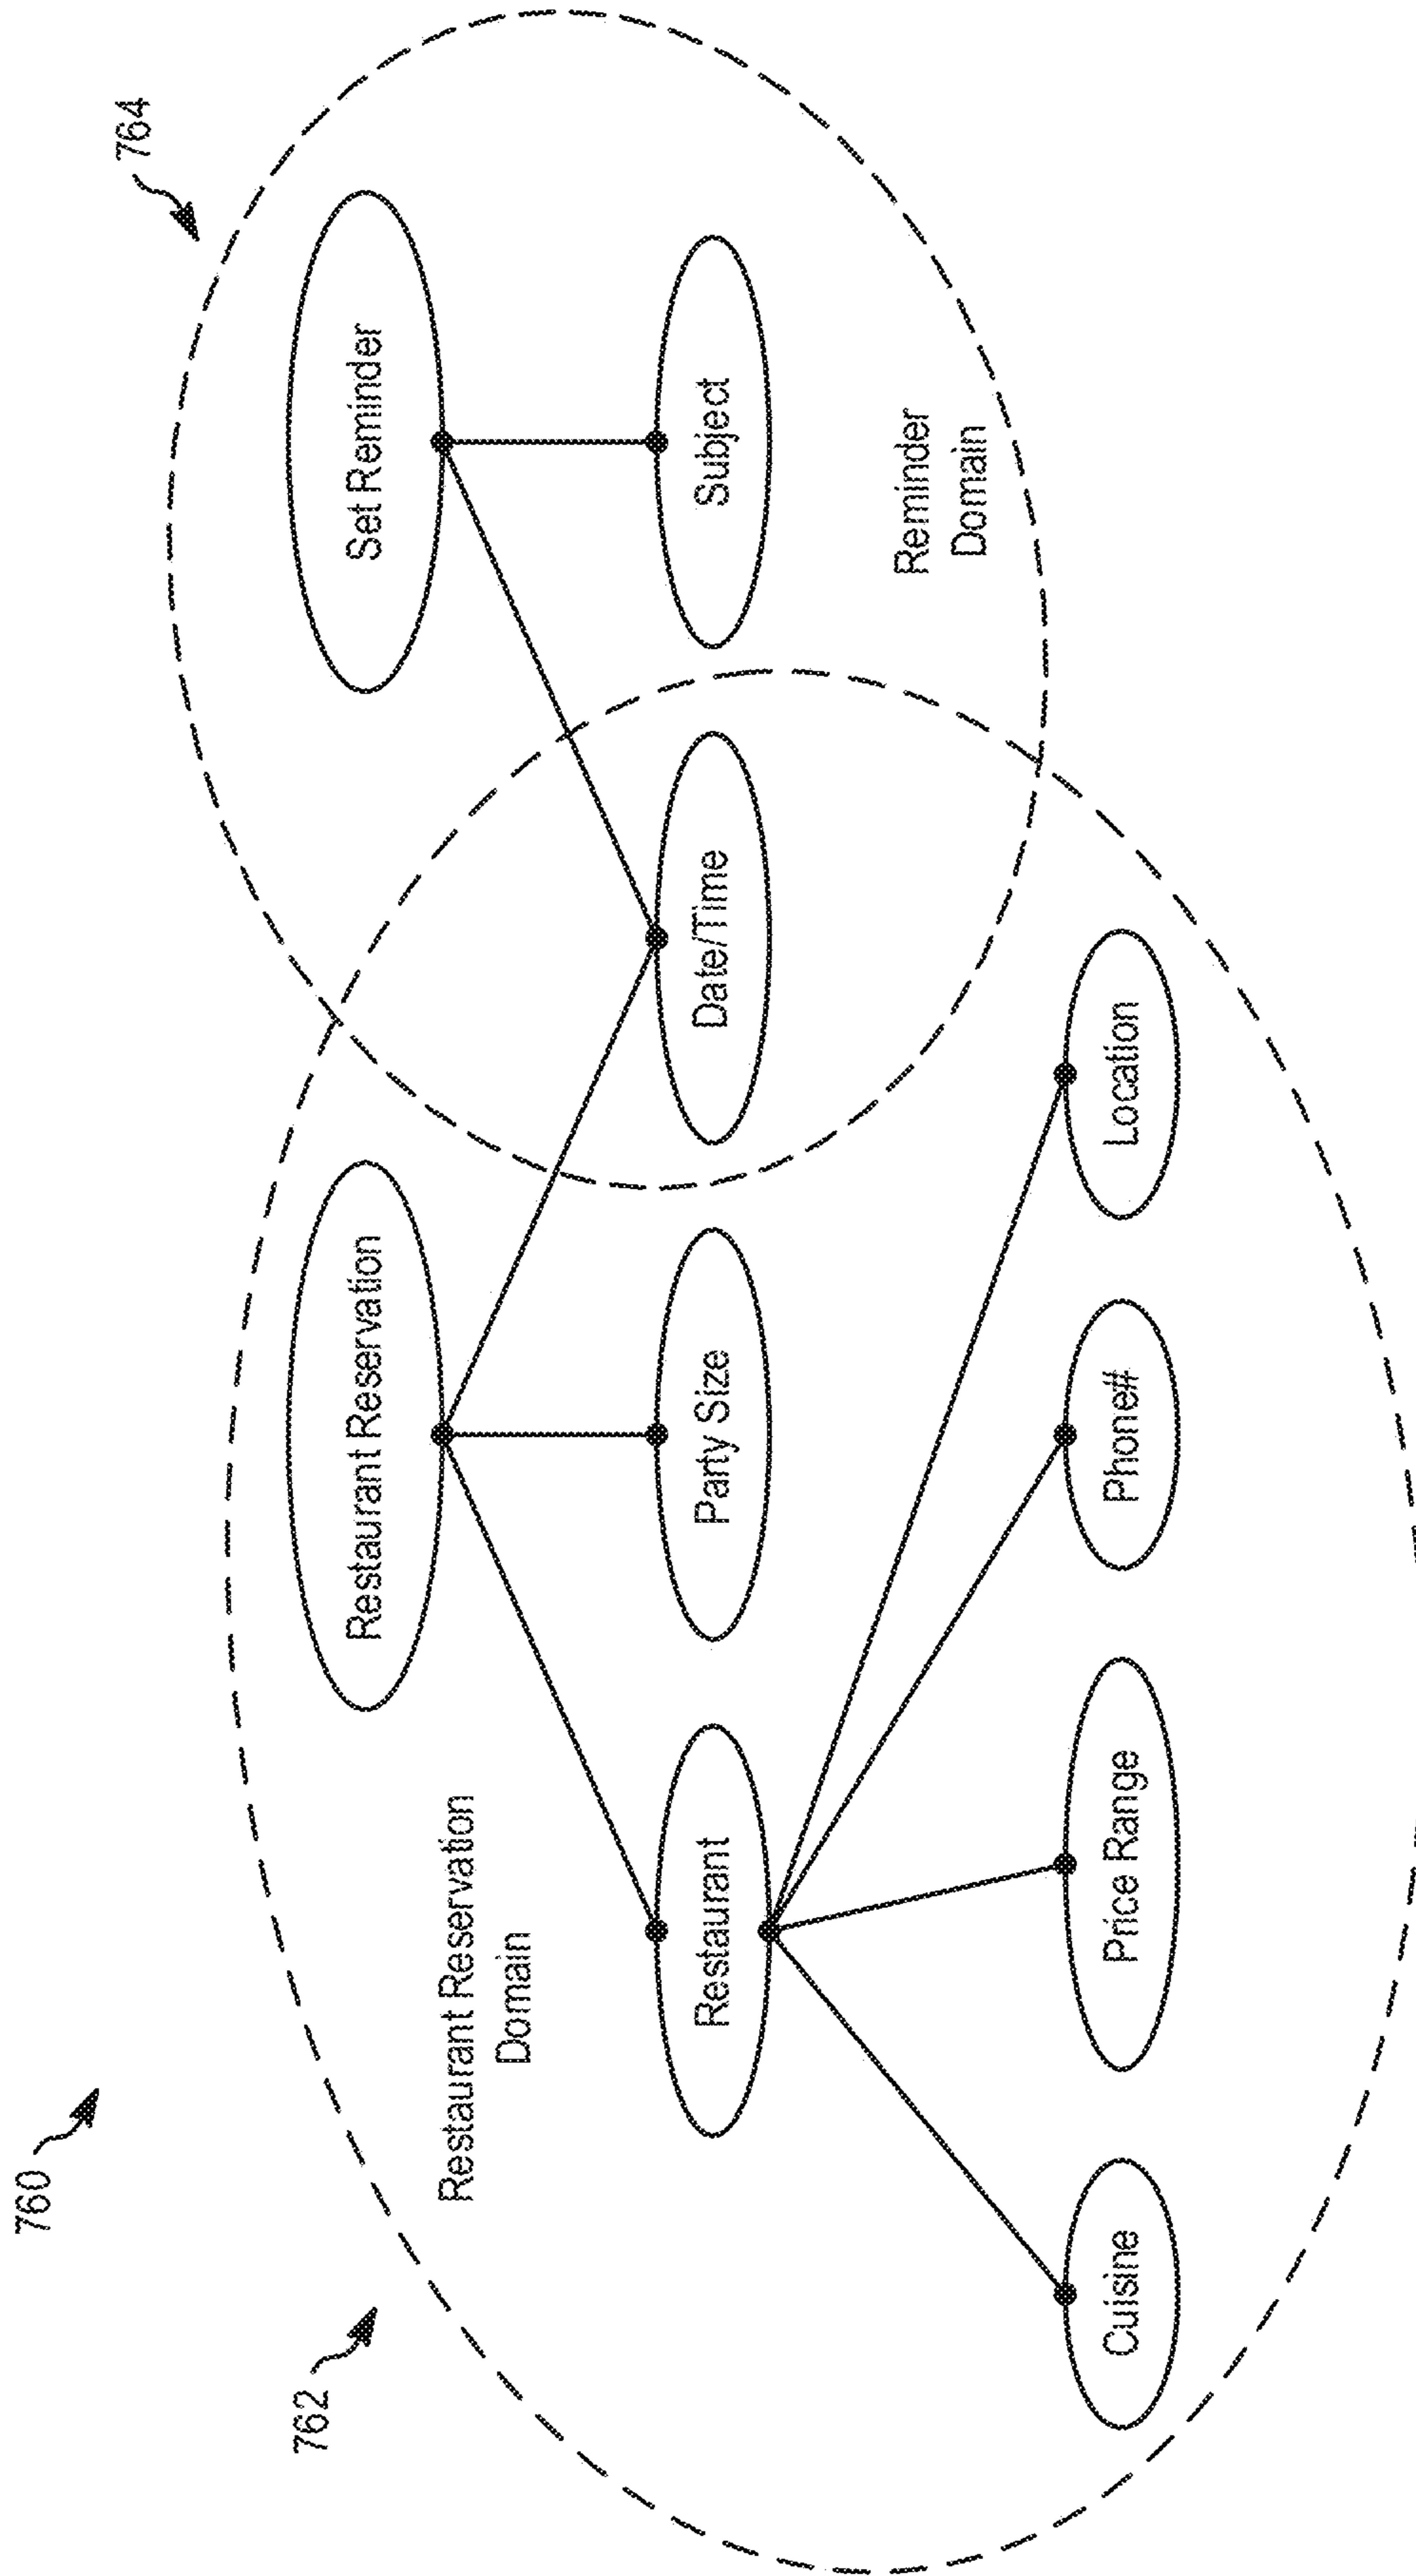 760
762
764
Restaurant Reservation
Set Reminder
Restaurant Reservation
Domain
Restaurant
Party Size
Date/Time
Subject
Reminder
Domain
Cuisine
Price Range
Phone#
Location